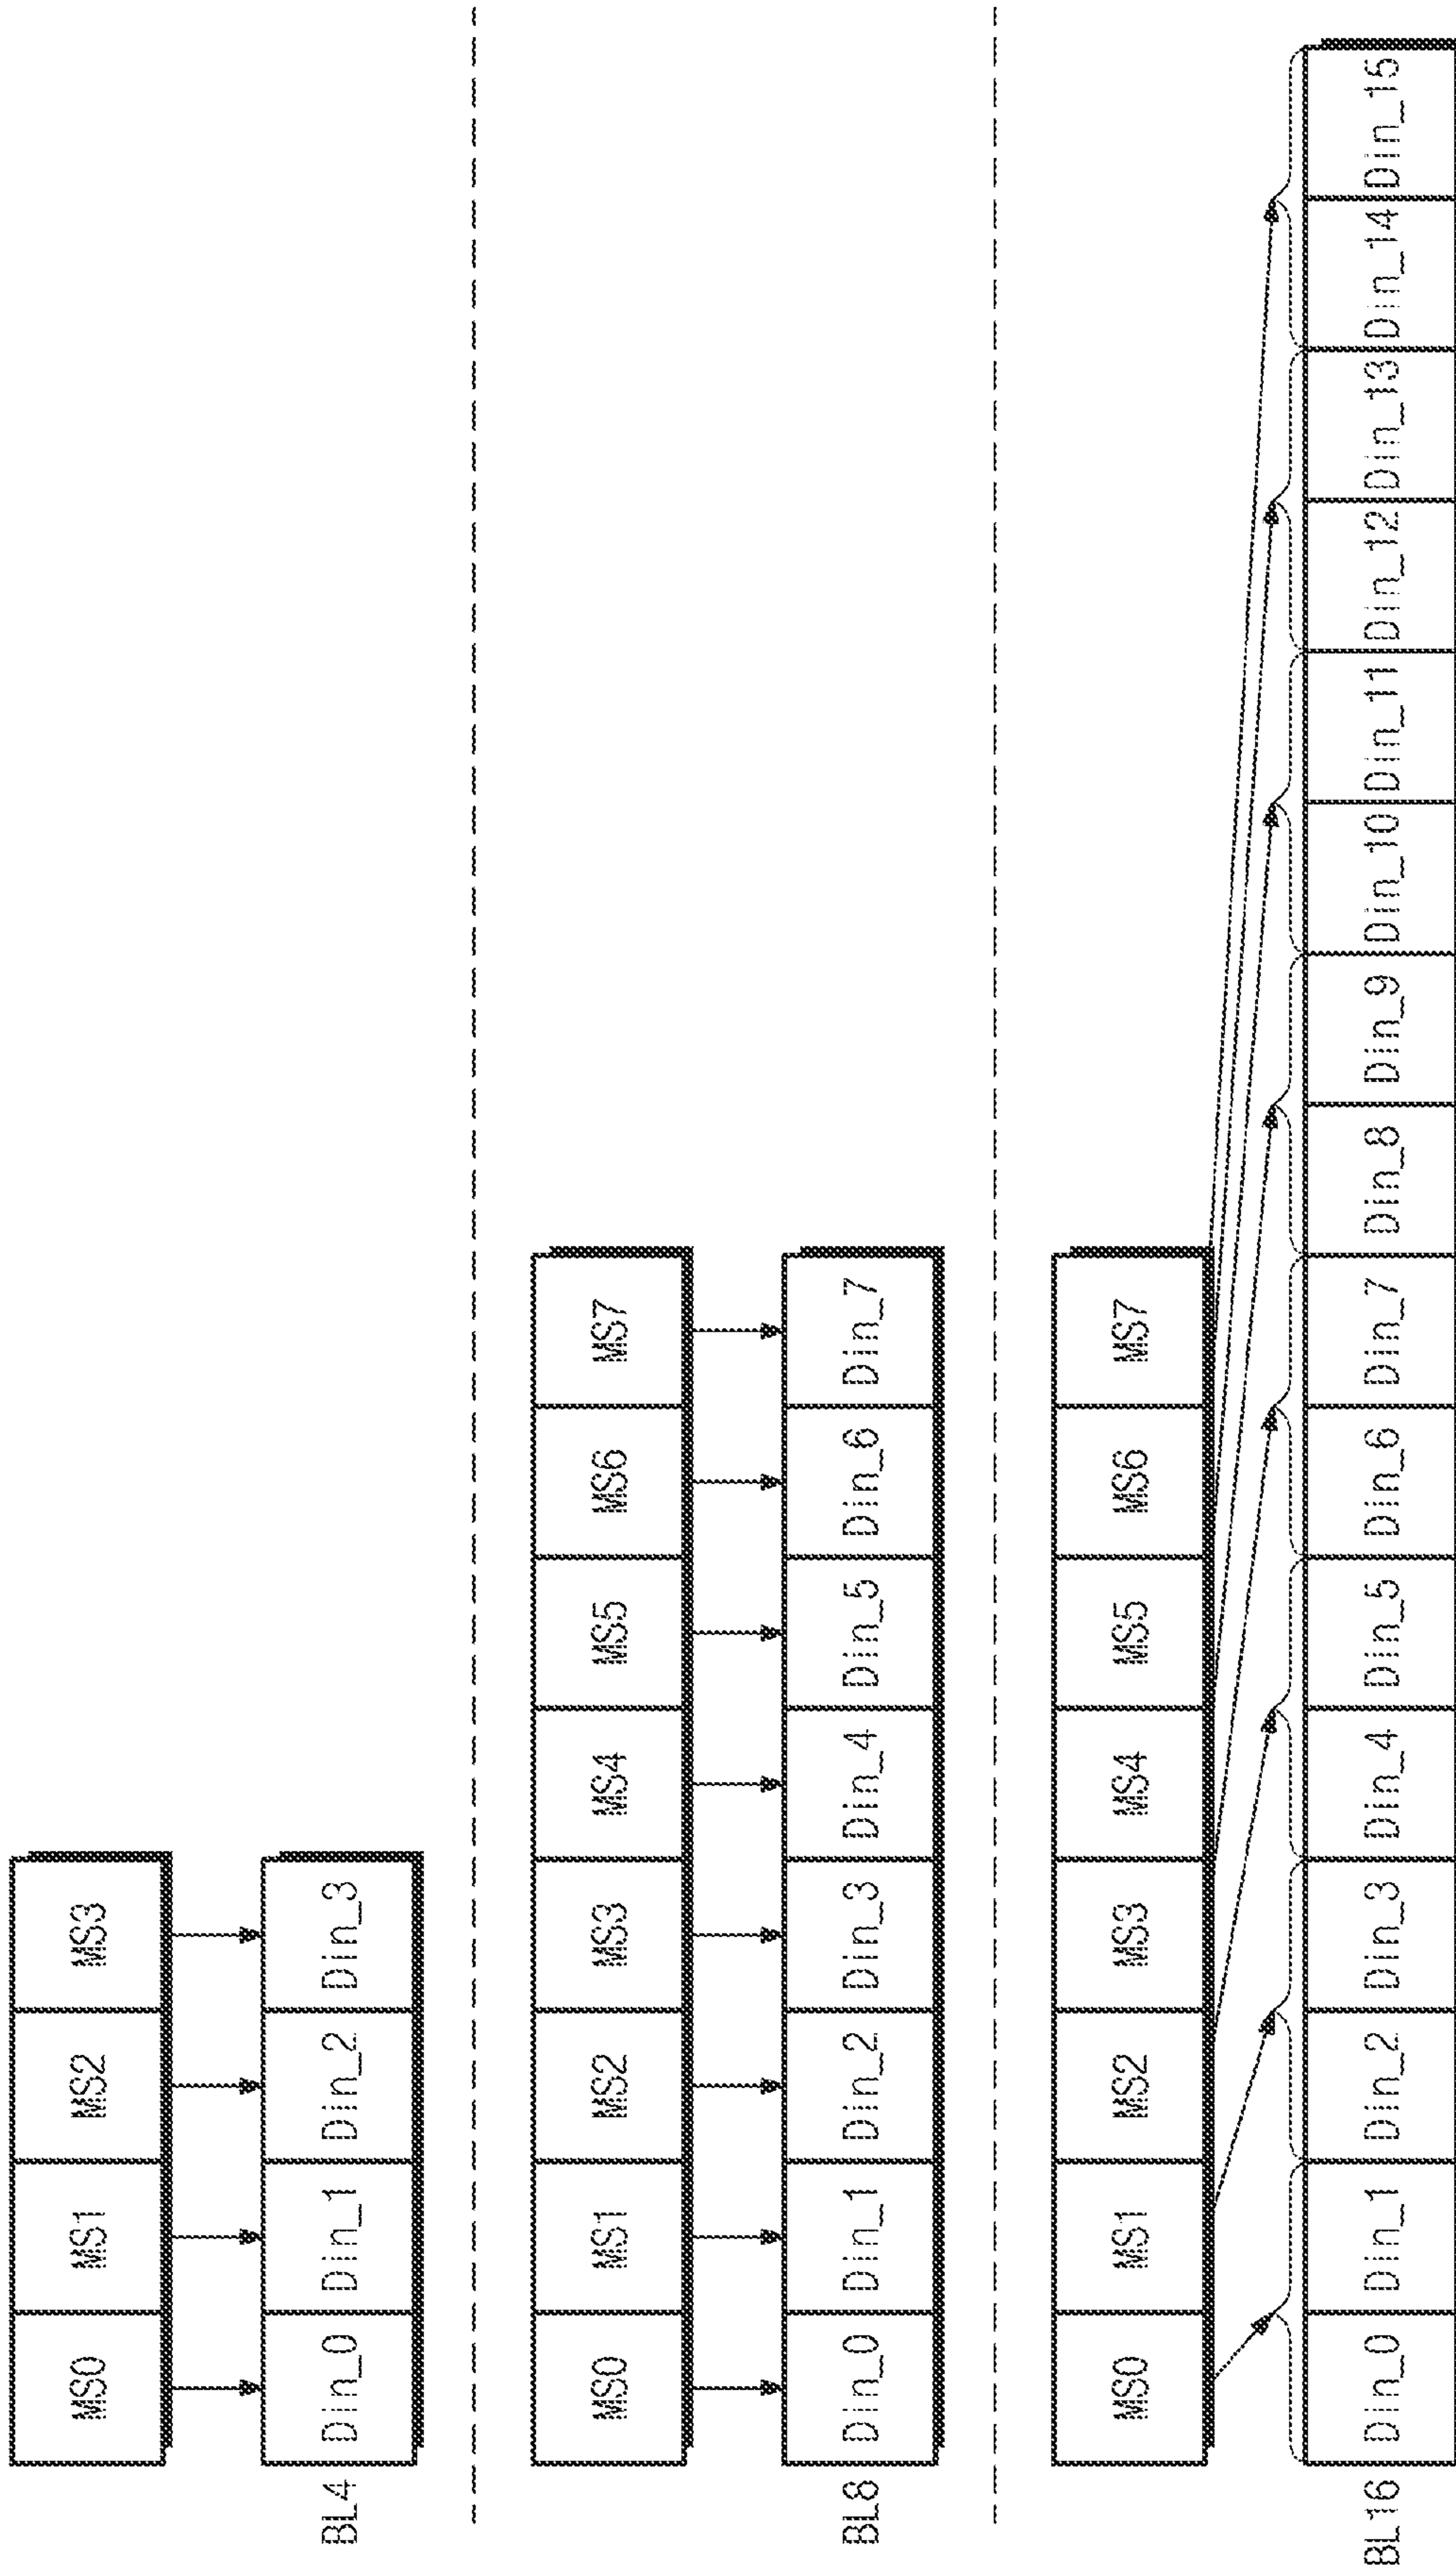 MS0 MS1 MS2 MS3
BL4 Din_0 Din_1 Din_2 Din_3
MS0 MS1 MS2 MS3 MS4 MS5 MS6 MS7
BL8 Din_0 Din_1 Din_2 Din_3 Din_4 Din_5 Din_6 Din_7
MS0 MS1 MS2 MS3 MS4 MS5 MS6 MS7
BL16 Din_0 Din_1 Din_2 Din_3 Din_4 Din_5 Din_6 Din_7 Din_8 Din_9 Din_10 Din_11 Din_12 Din_13 Din_14 Din_15